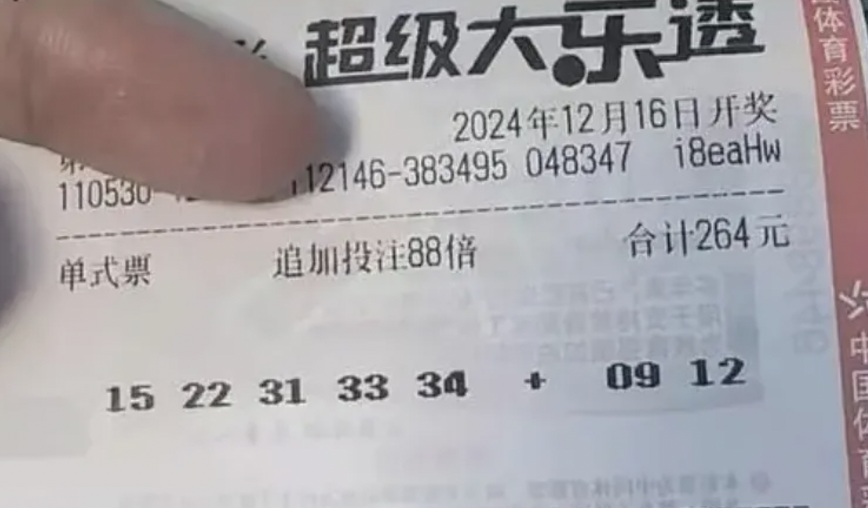 超级大乐透
2024年12月16日开奖
110530 12146-383495 048347 i8eaHw
单式票 追加投注88倍 合计264元
15 22 31 33 34 + 09 12
体育彩票
中国体育